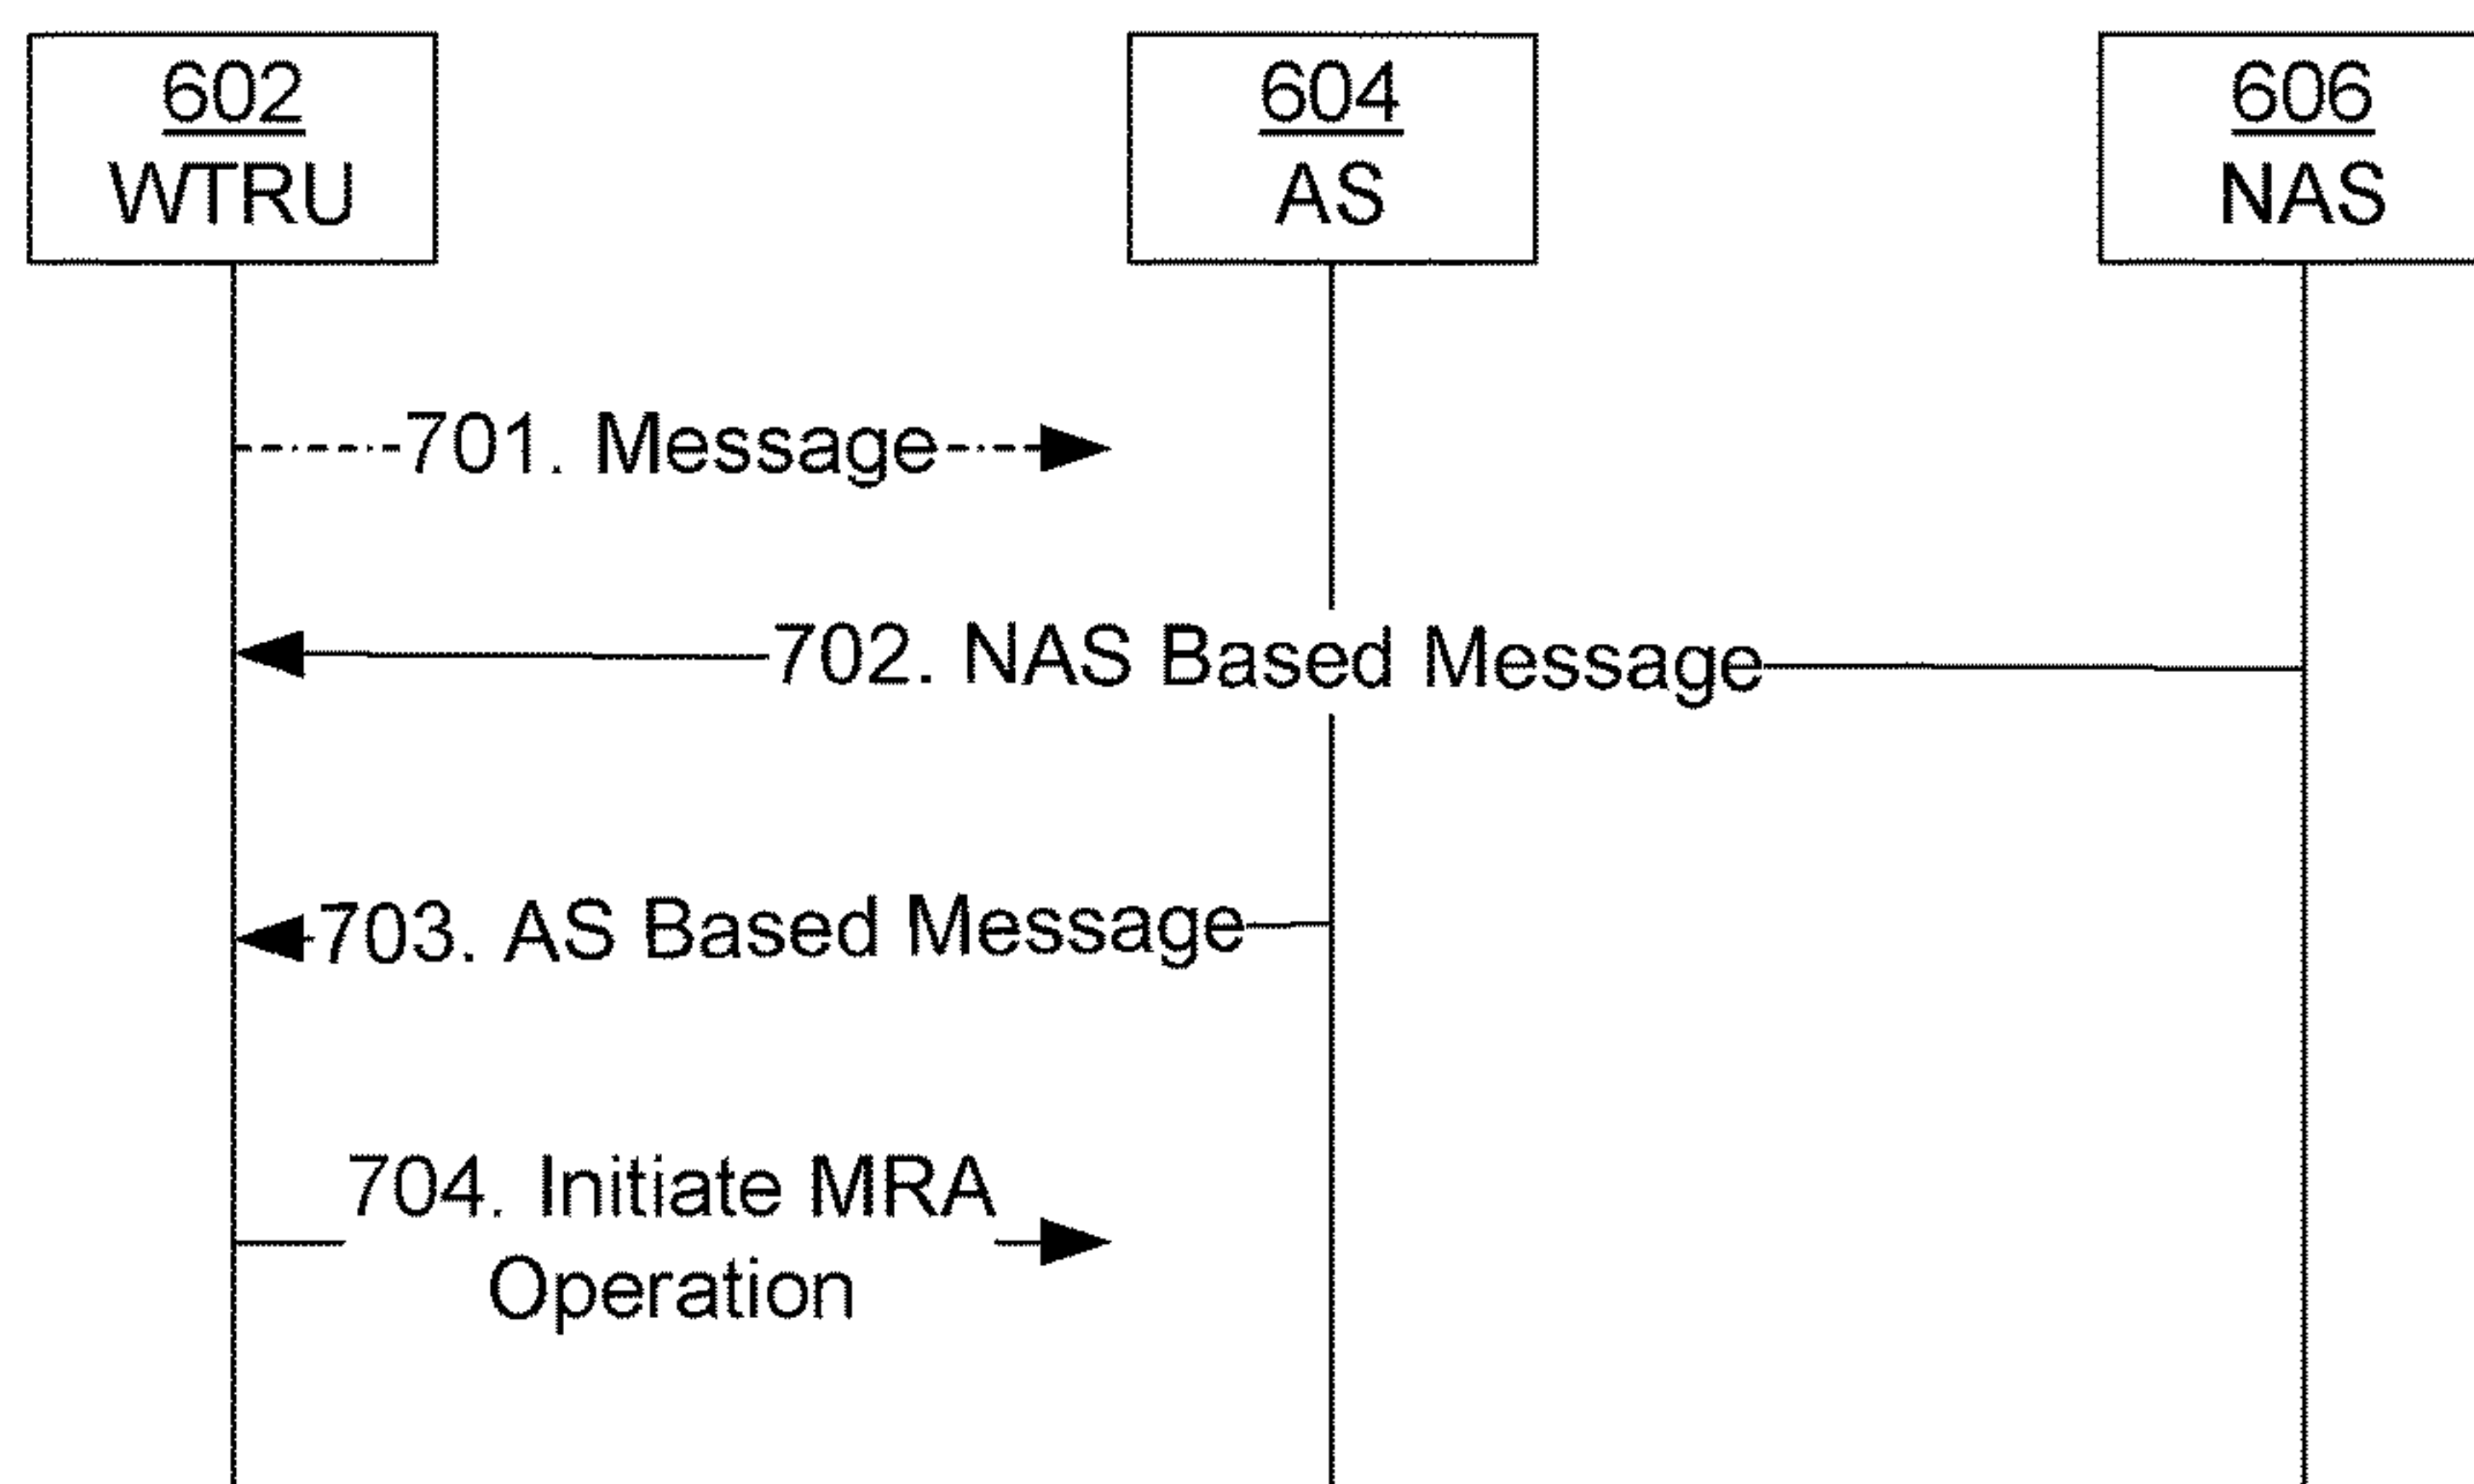 602
WTRU
604
AS
606
NAS
701. Message
702. NAS Based Message
703. AS Based Message
704. Initiate MRA
Operation